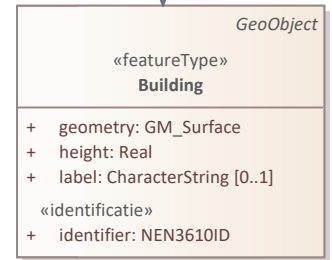 GeoObject
«featureType»
Building
+ geometry: GM_Surface
+ height: Real
+ label: CharacterString [0..1]
«identificatie»
+ identifier: NEN3610ID